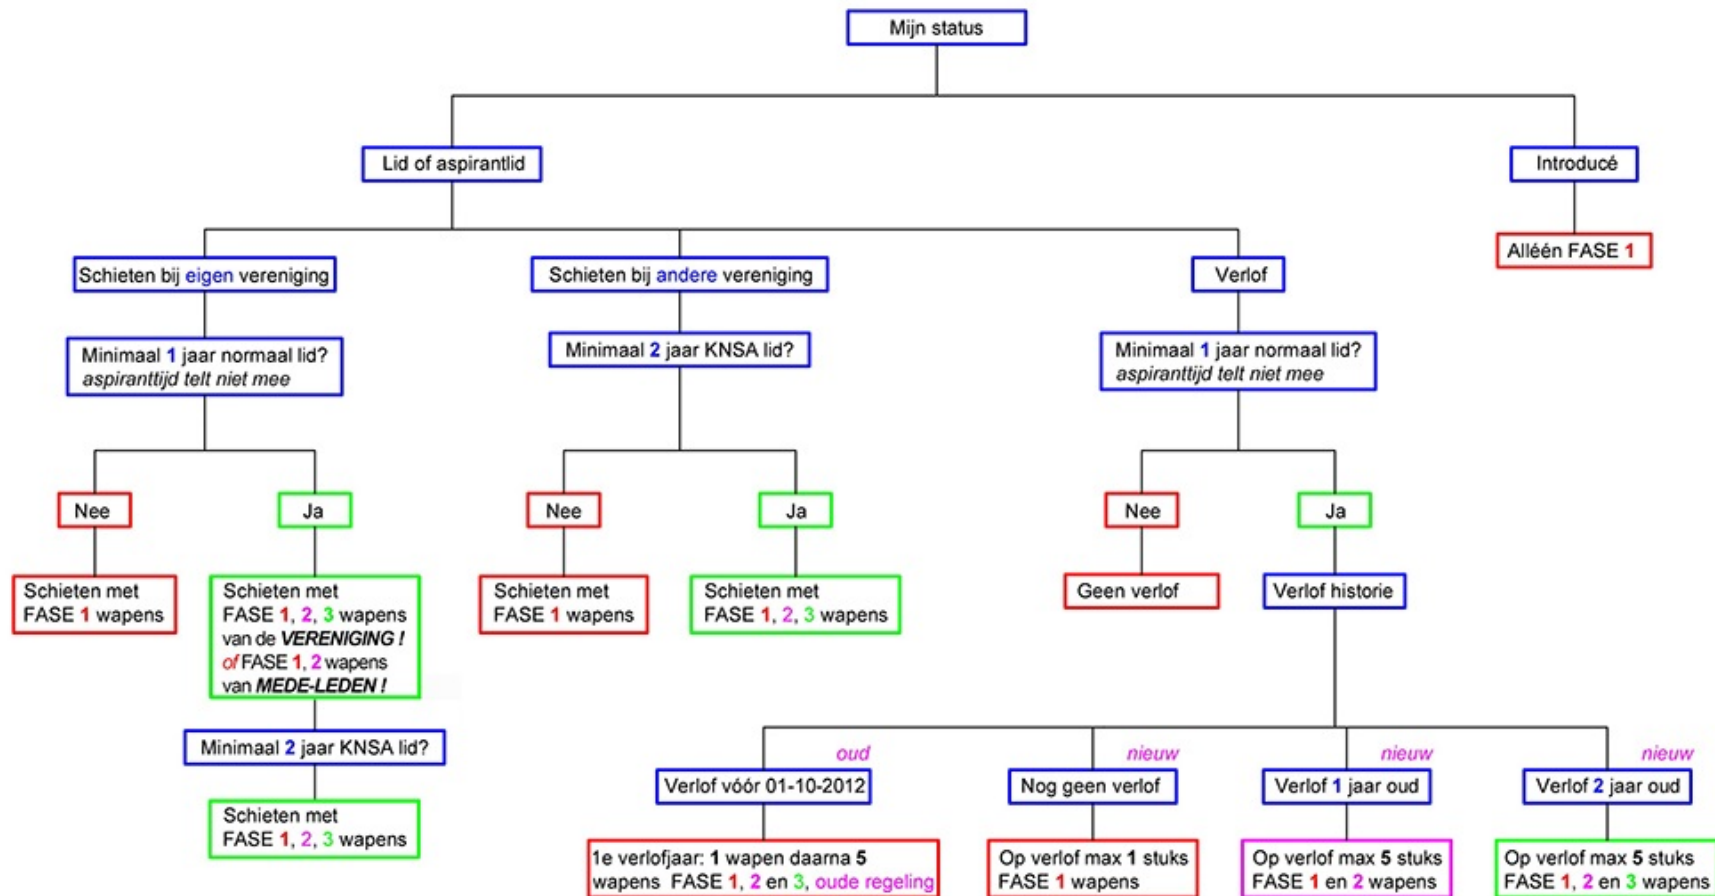 Mijn status
Lid of aspirantlid
Introducé
Alléén FASE 1
Schieten bij eigen vereniging
Schieten bij andere vereniging
Verlof
Minimaal 1 jaar normaal lid?
aspiranttijd telt niet mee
Minimaal 2 jaar KNSA lid?
Minimaal 1 jaar normaal lid?
aspiranttijd telt niet mee
Nee
Ja
Nee
Ja
Nee
Ja
Schieten met
FASE 1 wapens
Schieten met
FASE 1, 2, 3 wapens
van de VERENIGING !
of FASE 1, 2 wapens
van MEDE-LEDEN !
Schieten met
FASE 1 wapens
Schieten met
FASE 1, 2, 3 wapens
Geen verlof
Verlof historie
Minimaal 2 jaar KNSA lid?
Schieten met
FASE 1, 2, 3 wapens
oud
Verlof vóór 01-10-2012
nieuw
Nog geen verlof
nieuw
Verlof 1 jaar oud
nieuw
Verlof 2 jaar oud
1e verlofjaar: 1 wapen daarna 5
wapens FASE 1, 2 en 3, oude regeling
Op verlof max 1 stuks
FASE 1 wapens
Op verlof max 5 stuks
FASE 1 en 2 wapens
Op verlof max 5 stuks
FASE 1, 2 en 3 wapens